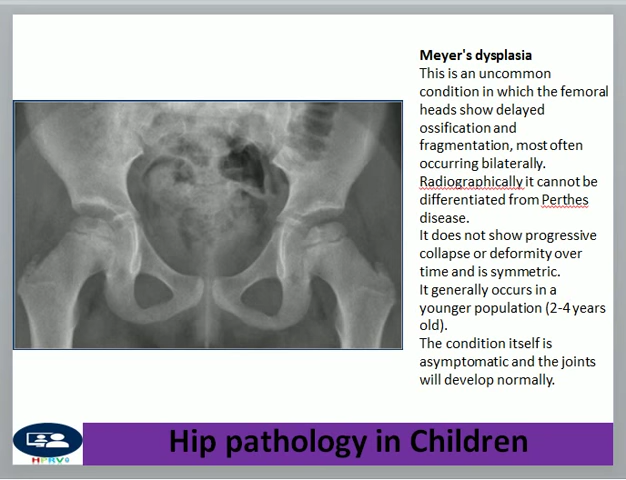 Meyer's dysplasia
This is an uncommon
condition in which the femoral
heads show delayed
ossification and
fragmentation, most often
occurring bilaterally.
Radiographically it cannot be
differentiated from Perthes
disease.
It does not show progressive
collapse or deformity over
time and is symmetric.
It generally occurs in a
younger population (2-4 years
old).
The condition itself is
asymptomatic and the joints
will develop normally.
Hip pathology in Children